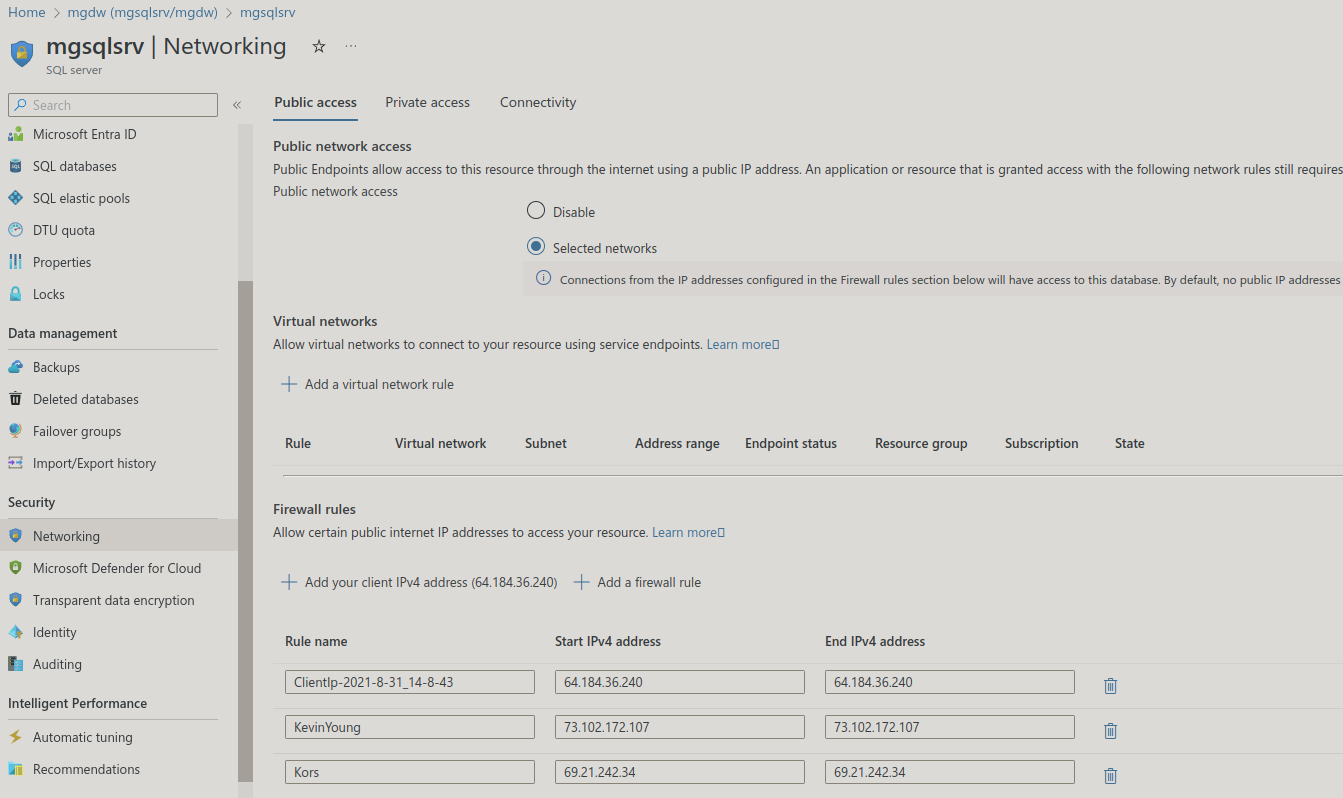 Home > mgdw (mgsqlsrv/mgdw) > mgsqlsrv
mgsqlsrv | Networking
SQL server
Search
Microsoft Entra ID
SQL databases
SQL elastic pools
DTU quota
Properties
Locks
Data management
Backups
Deleted databases
Failover groups
Import/Export history
Security
Networking
Microsoft Defender for Cloud
Transparent data encryption
Identity
Auditing
Intelligent Performance
Automatic tuning
Recommendations
Public access Private access Connectivity
Public network access
Public Endpoints allow access to this resource through the internet using a public IP address. An application or resource that is granted access with the following network rules still requires
Public network access
Disable
Selected networks
Connections from the IP addresses configured in the Firewall rules section below will have access to this database. By default, no public IP addresses
Virtual networks
Allow virtual networks to connect to your resource using service endpoints. Learn more
Add a virtual network rule
Rule Virtual network Subnet Address range Endpoint status Resource group Subscription State
Firewall rules
Allow certain public internet IP addresses to access your resource. Learn more
Add your client IPv4 address (64.184.36.240) Add a firewall rule
Rule name Start IPv4 address End IPv4 address
ClientIp-2021-8-31_14-8-43 64.184.36.240 64.184.36.240
KevinYoung 73.102.172.107 73.102.172.107
Kors 69.21.242.34 69.21.242.34